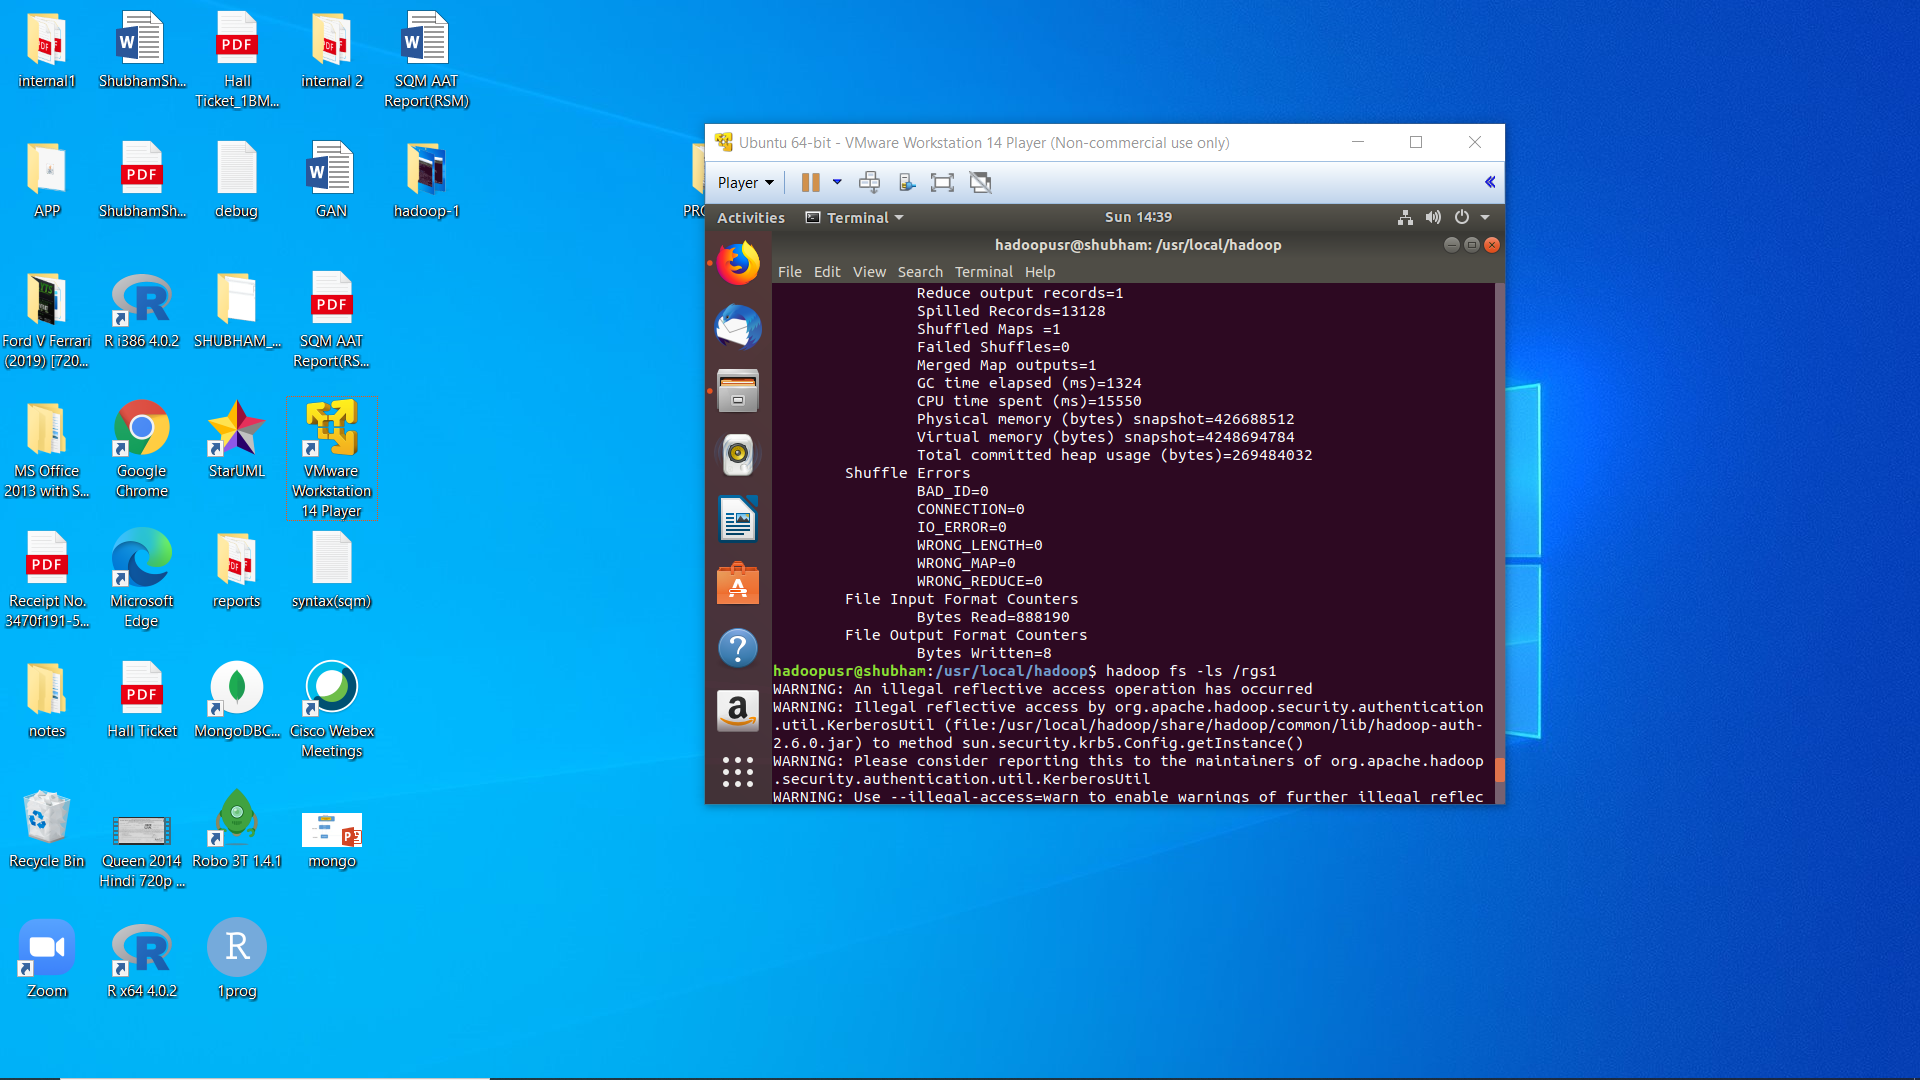 internal1
ShubhamSh...
Hall
Ticket_1BM...
internal 2
SQM AAT
Report(RSM)
APP
ShubhamSh...
debug
GAN
hadoop-1
Ford V Ferrari
(2019) [720...
R i386 4.0.2
SHUBHAM_...
SQM AAT
Report(RS...
MS Office
2013 with S...
Google
Chrome
StarUML
VMware
Workstation
14 Player
Receipt No.
3470f191-5...
Microsoft
Edge
reports
syntax(sqm)
notes
Hall Ticket
MongoDBC...
Cisco Webex
Meetings
Recycle Bin
Queen 2014
Hindi 720p ...
Robo 3T 1.4.1
mongo
Zoom
R x64 4.0.2
1prog
Ubuntu 64-bit - VMware Workstation 14 Player (Non-commercial use only)
Player
Activities Terminal Sun 14:39
hadoopusr@shubham: /usr/local/hadoop
File Edit View Search Terminal Help
Reduce output records=1
Spilled Records=13128
Shuffled Maps =1
Failed Shuffles=0
Merged Map outputs=1
GC time elapsed (ms)=1324
CPU time spent (ms)=15550
Physical memory (bytes) snapshot=426688512
Virtual memory (bytes) snapshot=4248694784
Total committed heap usage (bytes)=269484032
Shuffle Errors
BAD_ID=0
CONNECTION=0
IO_ERROR=0
WRONG_LENGTH=0
WRONG_MAP=0
WRONG_REDUCE=0
File Input Format Counters
Bytes Read=888190
File Output Format Counters
Bytes Written=8
hadoopusr@shubham:/usr/local/hadoop$ hadoop fs -ls /rgs1
WARNING: An illegal reflective access operation has occurred
WARNING: Illegal reflective access by org.apache.hadoop.security.authentication
.util.KerberosUtil (file:/usr/local/hadoop/share/hadoop/common/lib/hadoop-auth-
2.6.0.jar) to method sun.security.krb5.Config.getInstance()
WARNING: Please consider reporting this to the maintainers of org.apache.hadoop
.security.authentication.util.KerberosUtil
WARNING: Use --illegal-access=warn to enable warnings of further illegal reflec